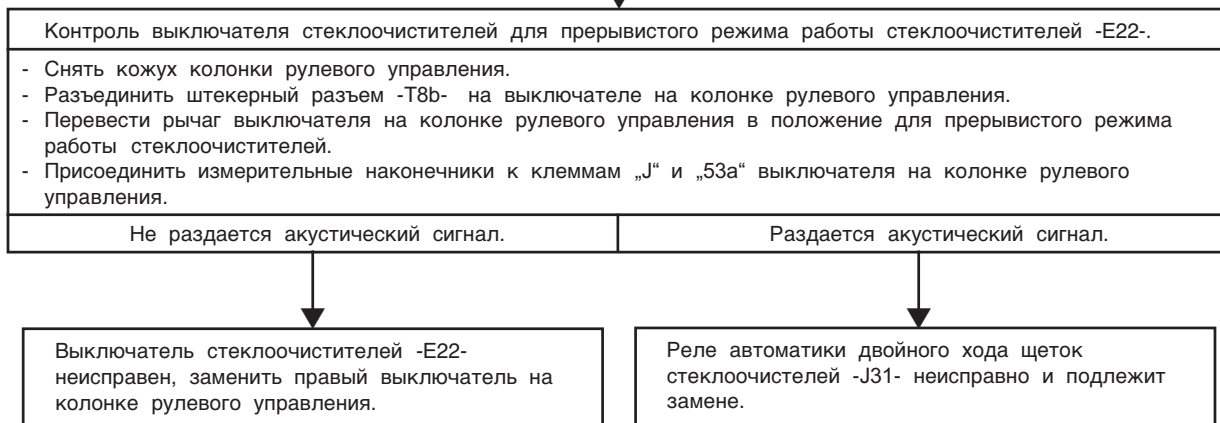 Контроль выключателя стеклоочистителей для прерывистого режима работы стеклоочистителей -E22-.
- Снять кожух колонки рулевого управления.
- Разъединить штекерный разъем -T8b- на выключателе на колонке рулевого управления.
- Перевести рычаг выключателя на колонке рулевого управления в положение для прерывистого режима
работы стеклоочистителей.
- Присоединить измерительные наконечники к клеммам „J“ и „53a“ выключателя на колонке рулевого
управления.
Не раздается акустический сигнал.
Раздается акустический сигнал.
Выключатель стеклоочистителей -E22-
неисправен, заменить правый выключатель на
колонке рулевого управления.
Реле автоматики двойного хода щеток
стеклоочистелей -J31- неисправно и подлежит
замене.